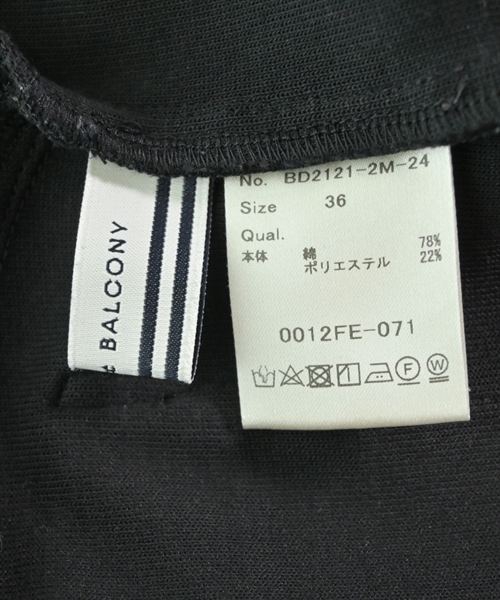 BALCONY
No. BD2121-2M-24
Size 36
Qual.
本体 綿 78%
ポリエステル 22%
0012FE-071
F W